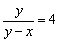 y/(y − x) = 4